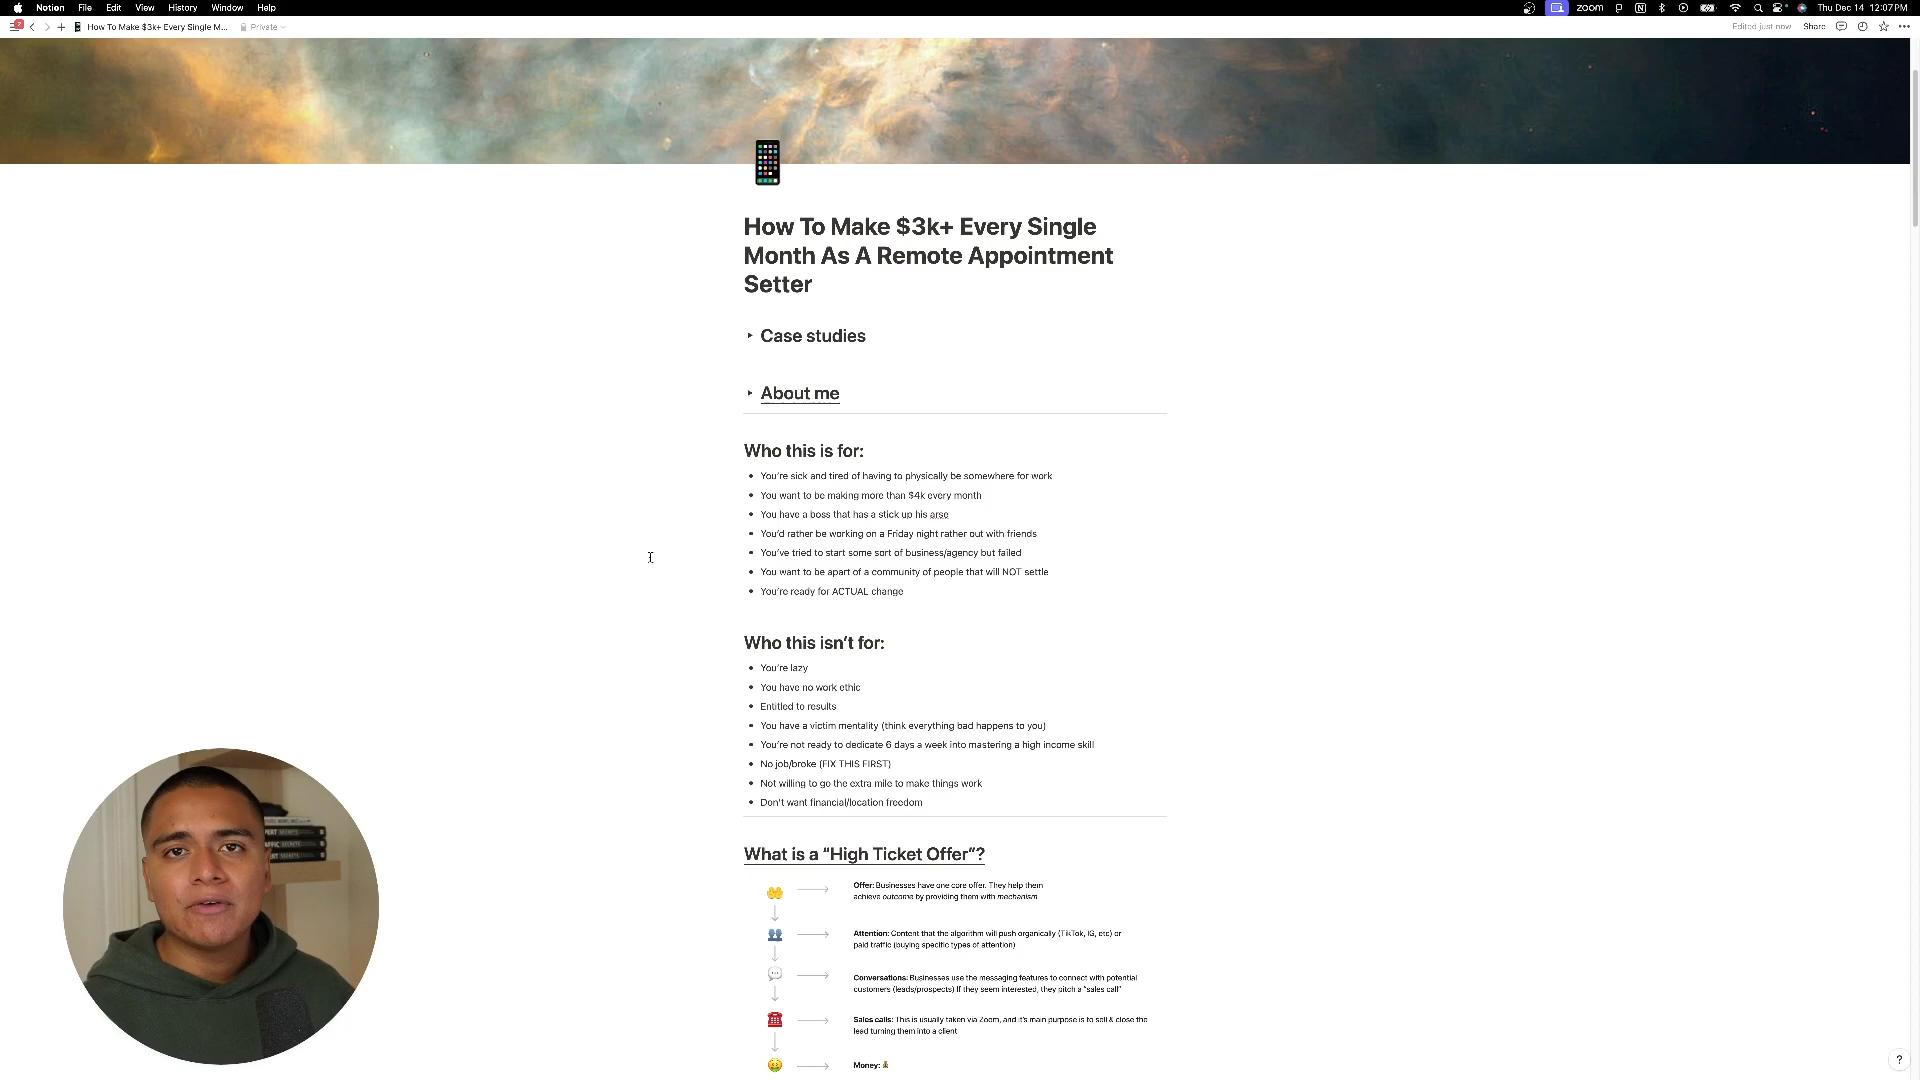 Notion File Edit View History Window Help zoom Thu Dec 14 12:07 PM
2 How To Make $3k+ Every Single M... Private Edited just now Share
How To Make $3k+ Every Single
Month As A Remote Appointment
Setter
Case studies
About me
Who this is for:
You're sick and tired of having to physically be somewhere for work
You want to be making more than $4k every month
You have a boss that has a stick up his arse
You'd rather be working on a Friday night rather out with friends
You've tried to start some sort of business/agency but failed
You want to be apart of a community of people that will NOT settle
You're ready for ACTUAL change
Who this isn't for:
You're lazy
You have no work ethic
Entitled to results
You have a victim mentality (think everything bad happens to you)
You're not ready to dedicate 6 days a week into mastering a high income skill
No job/broke (FIX THIS FIRST)
Not willing to go the extra mile to make things work
Don't want financial/location freedom
What is a “High Ticket Offer”?
Offer: Businesses have one core offer. They help them
achieve outcome by providing them with mechanism
Attention: Content that the algorithm will push organically (TikTok, IG, etc) or
paid traffic (buying specific types of attention)
Conversations: Businesses use the messaging features to connect with potential
customers (leads/prospects) If they seem interested, they pitch a “sales call”
Sales calls: This is usually taken via Zoom, and it's main purpose is to sell & close the
lead turning them into a client
Money:
?
SECRETS
SECRETS